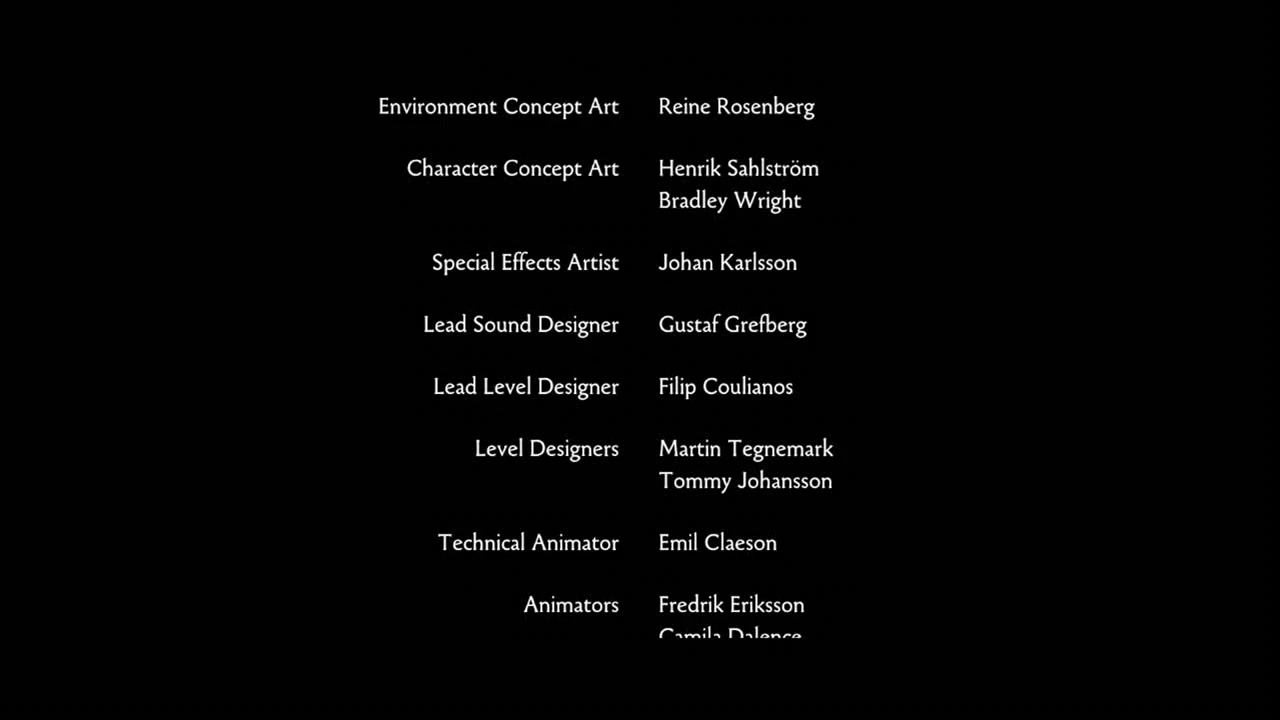 Environment Concept Art Reine Rosenberg
Character Concept Art Henrik Sahlström
Bradley Wright
Special Effects Artist Johan Karlsson
Lead Sound Designer Gustaf Grefberg
Lead Level Designer Filip Coulianos
Level Designers Martin Tegnemark
Tommy Johansson
Technical Animator Emil Claeson
Animators Fredrik Eriksson
Camila Dalence